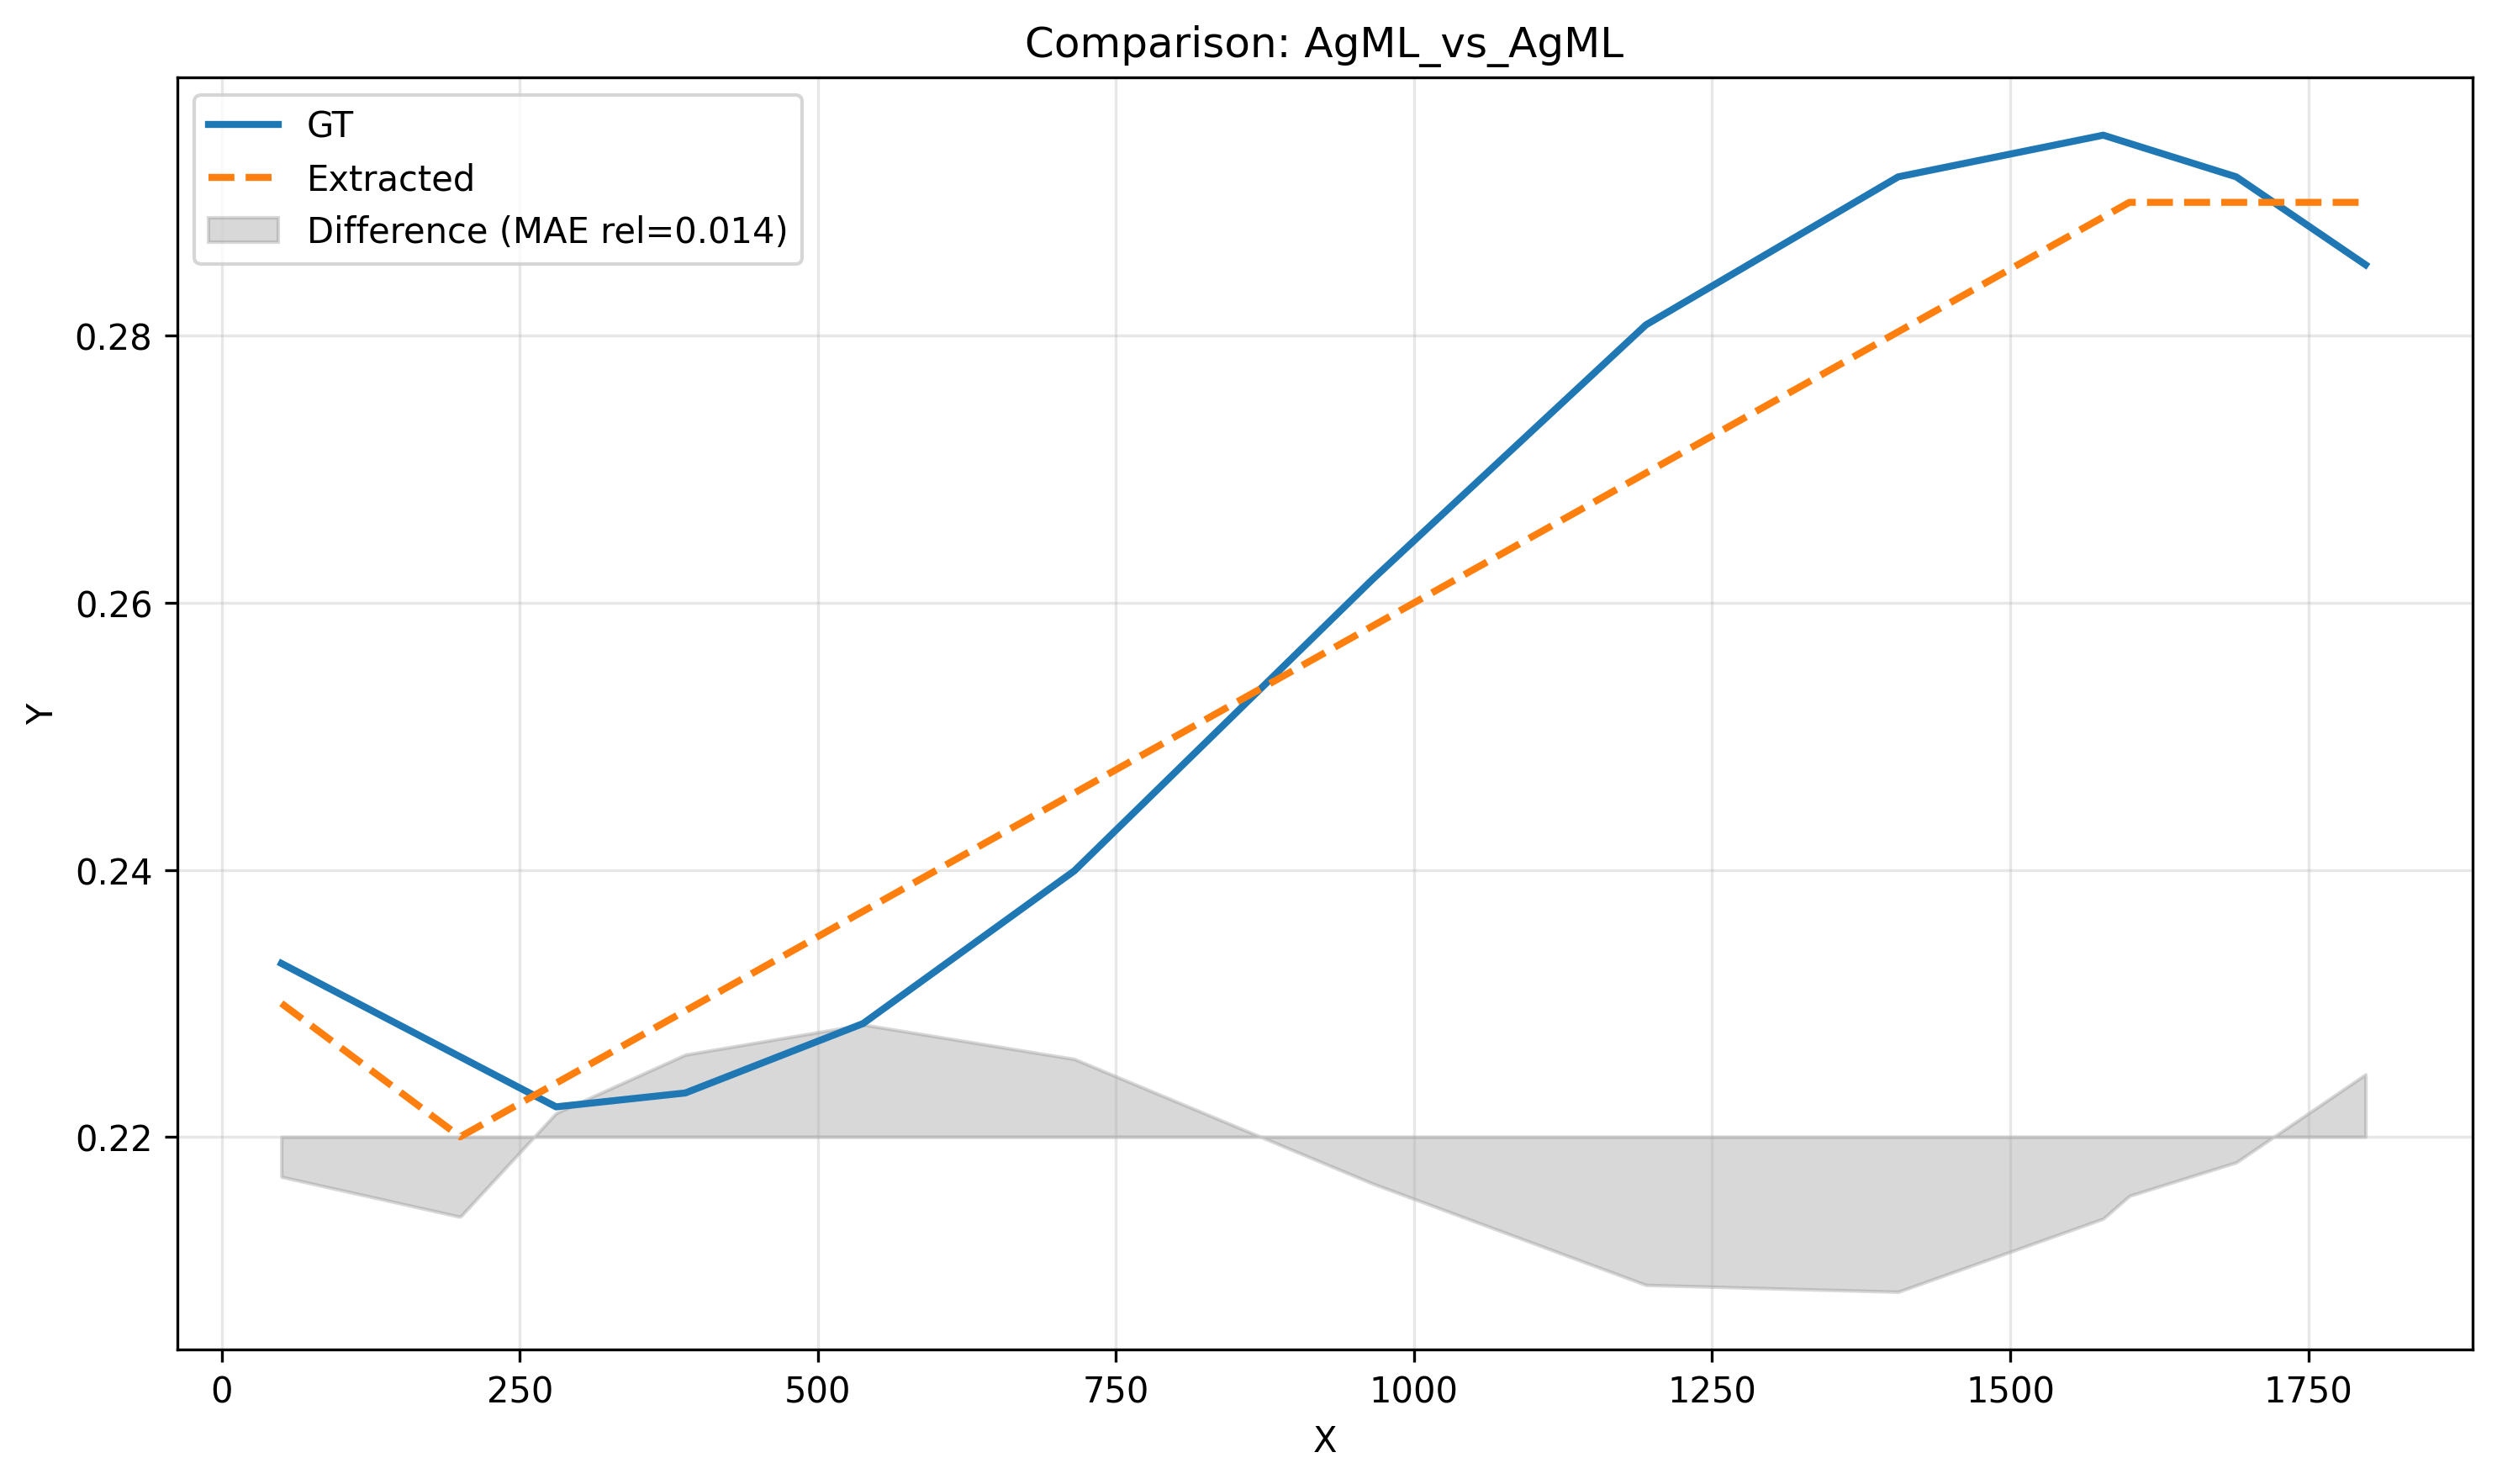 Comparison: AgML_vs_AgML
GT
Extracted
Difference (MAE rel=0.014)
0.28
0.26
0.24
0.22
Y
0 250 500 750 1000 1250 1500 1750
X